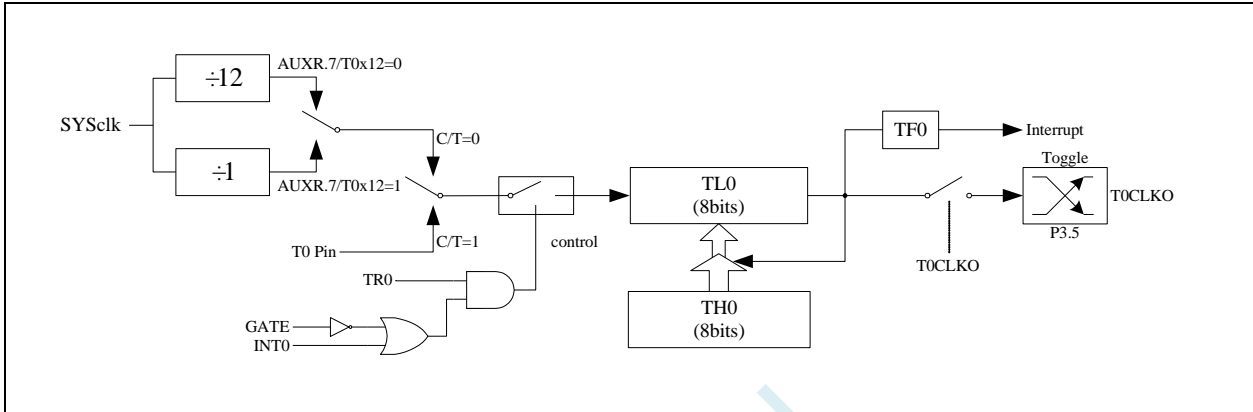 ÷12
AUXR.7/T0x12=0
SYSclk
÷1
AUXR.7/T0x12=1
C/T=0
T0 Pin
C/T=1
control
TR0
GATE
INT0
TL0
(8bits)
TH0
(8bits)
TF0
Interrupt
Toggle
T0CLKO
P3.5
T0CLKO